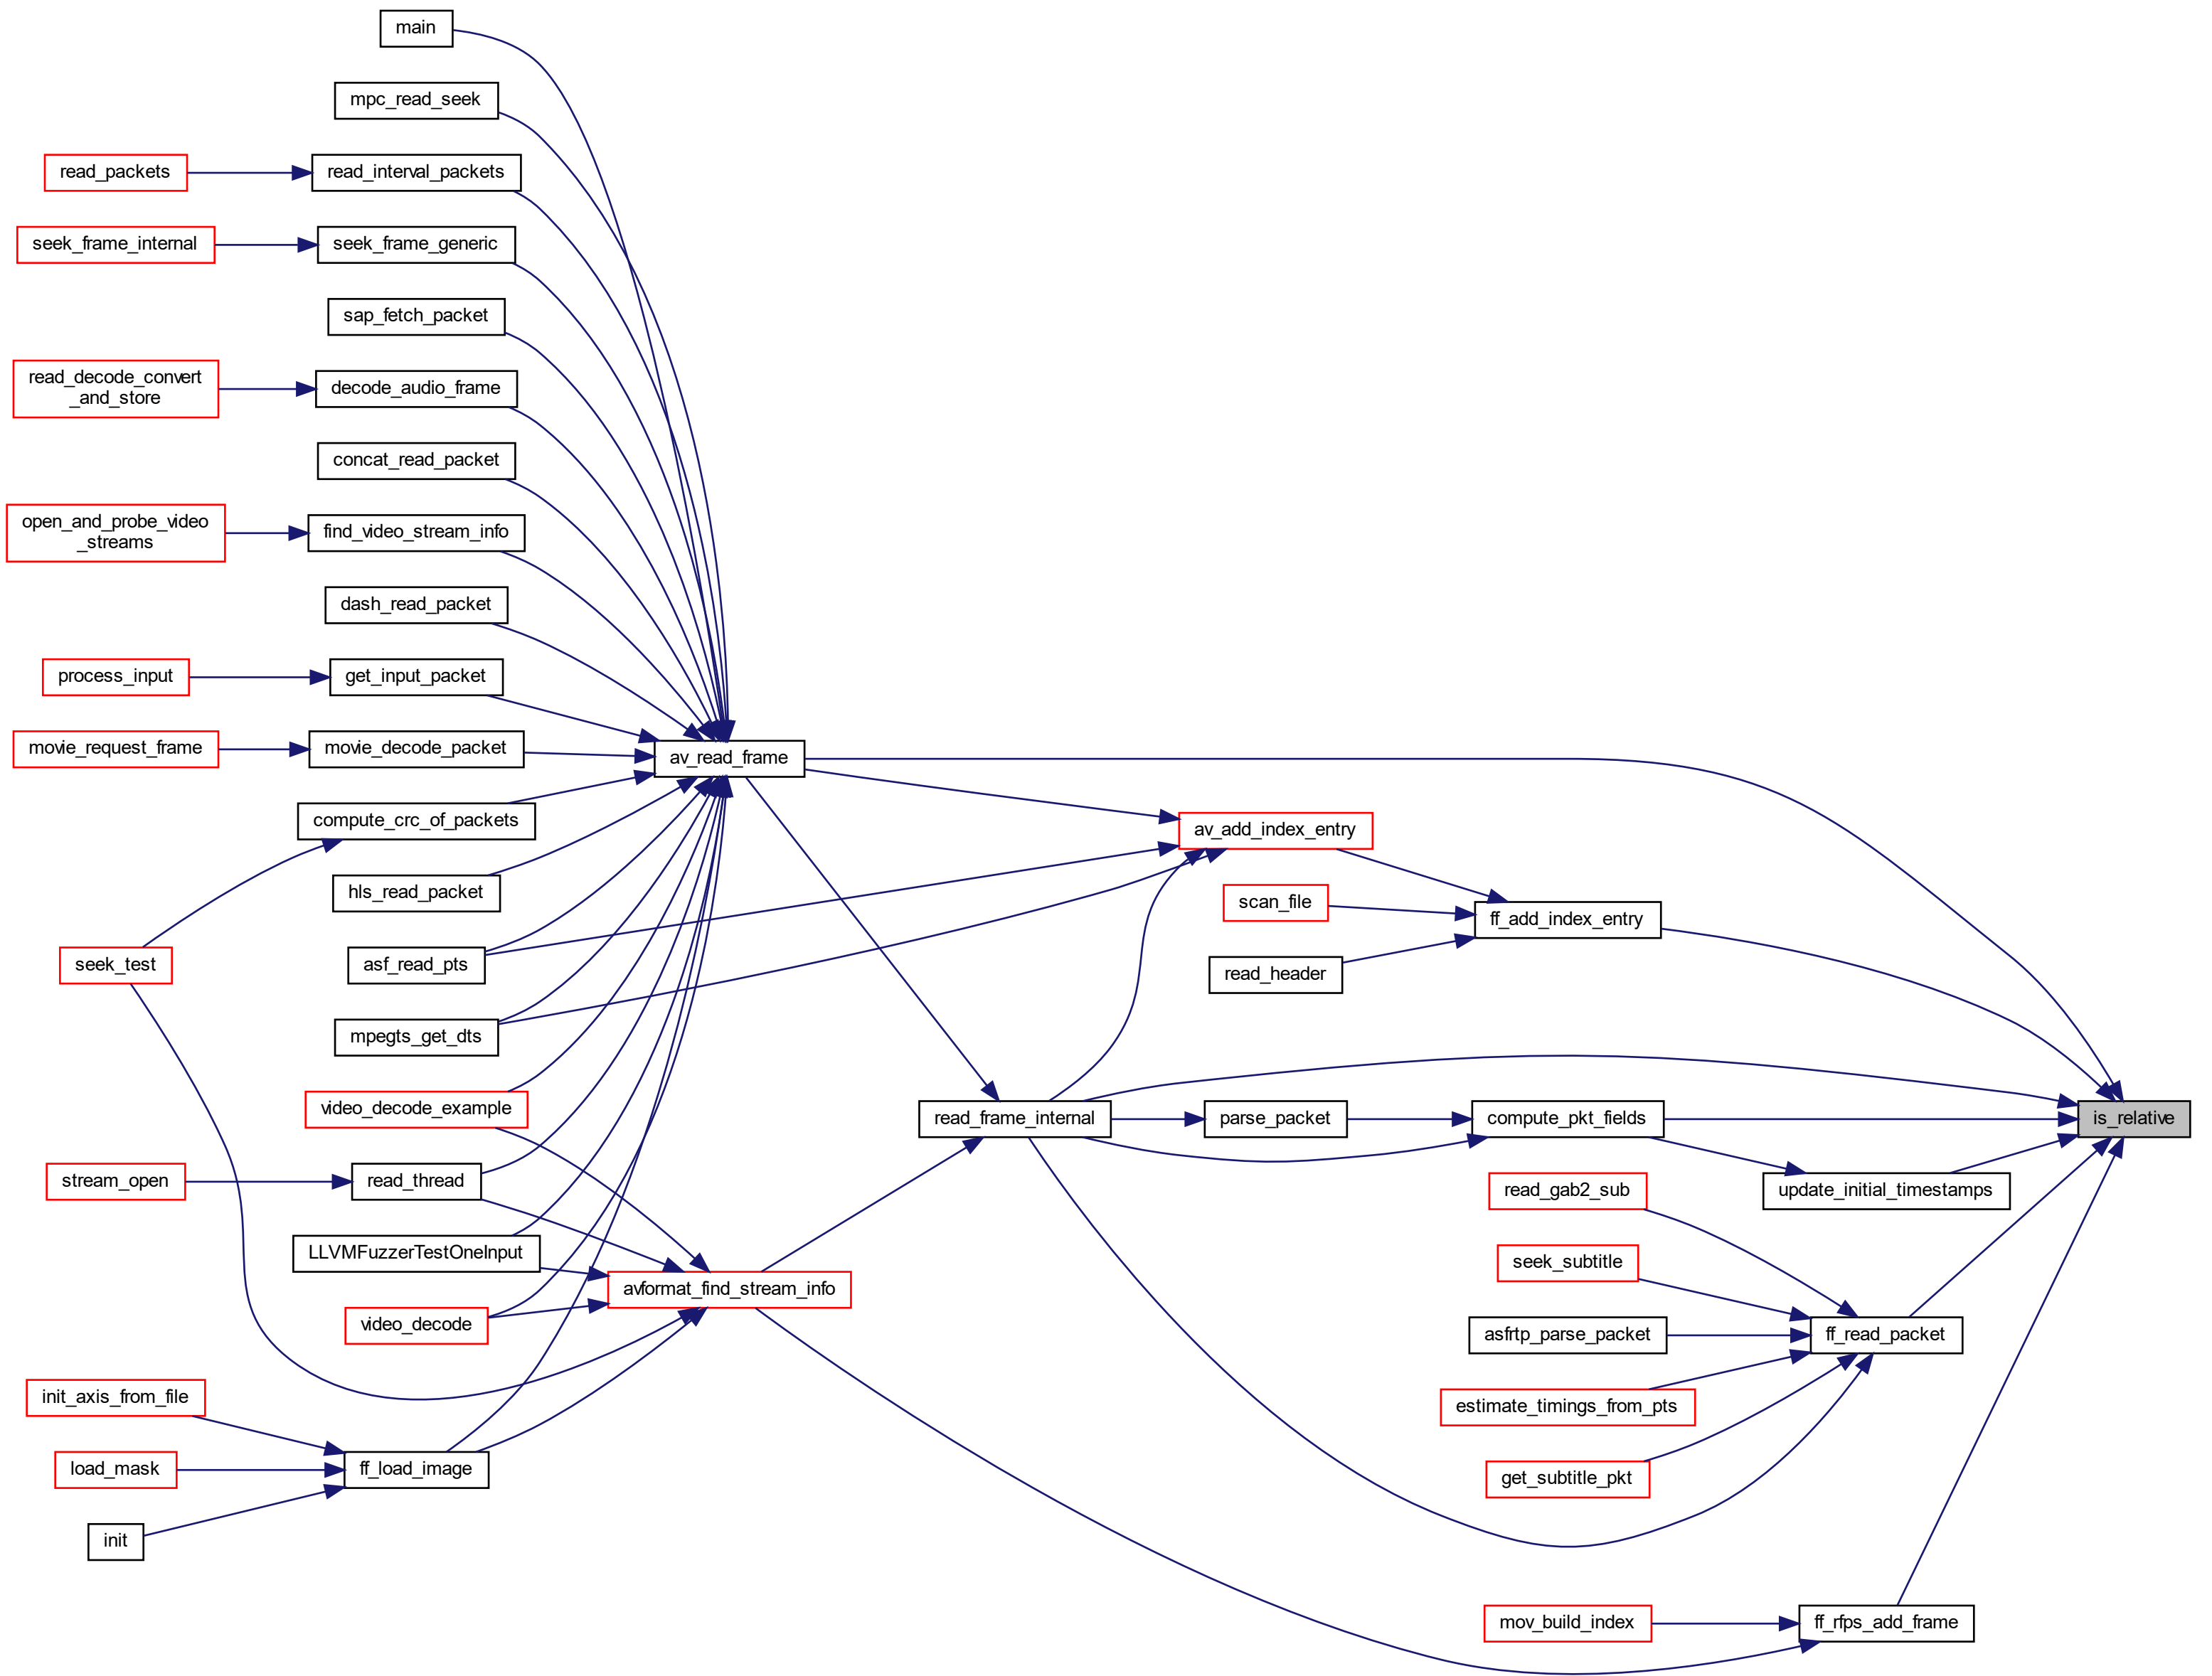 main
mpc_read_seek
read_packets
read_interval_packets
seek_frame_internal
seek_frame_generic
sap_fetch_packet
read_decode_convert
_and_store
decode_audio_frame
concat_read_packet
open_and_probe_video
_streams
find_video_stream_info
dash_read_packet
process_input
get_input_packet
movie_request_frame
movie_decode_packet
av_read_frame
compute_crc_of_packets
av_add_index_entry
hls_read_packet
scan_file
ff_add_index_entry
seek_test
asf_read_pts
read_header
mpegts_get_dts
video_decode_example
read_frame_internal
parse_packet
compute_pkt_fields
is_relative
stream_open
read_thread
read_gab2_sub
update_initial_timestamps
LLVMFuzzerTestOneInput
seek_subtitle
avformat_find_stream_info
video_decode
asfrtp_parse_packet
ff_read_packet
init_axis_from_file
estimate_timings_from_pts
load_mask
ff_load_image
get_subtitle_pkt
init
mov_build_index
ff_rfps_add_frame